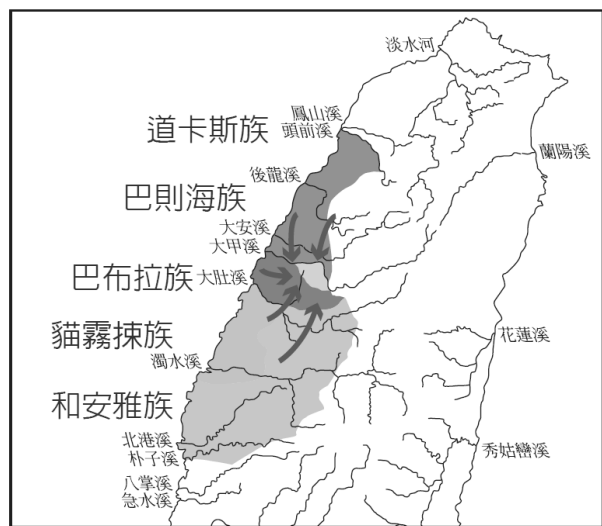 淡水河
鳳山溪
頭前溪
道卡斯族
蘭陽溪
後龍溪
巴則海族
大安溪
大甲溪
巴布拉族
大肚溪
貓霧拺族
花蓮溪
濁水溪
和安雅族
北港溪
朴子溪
秀姑巒溪
八掌溪
急水溪